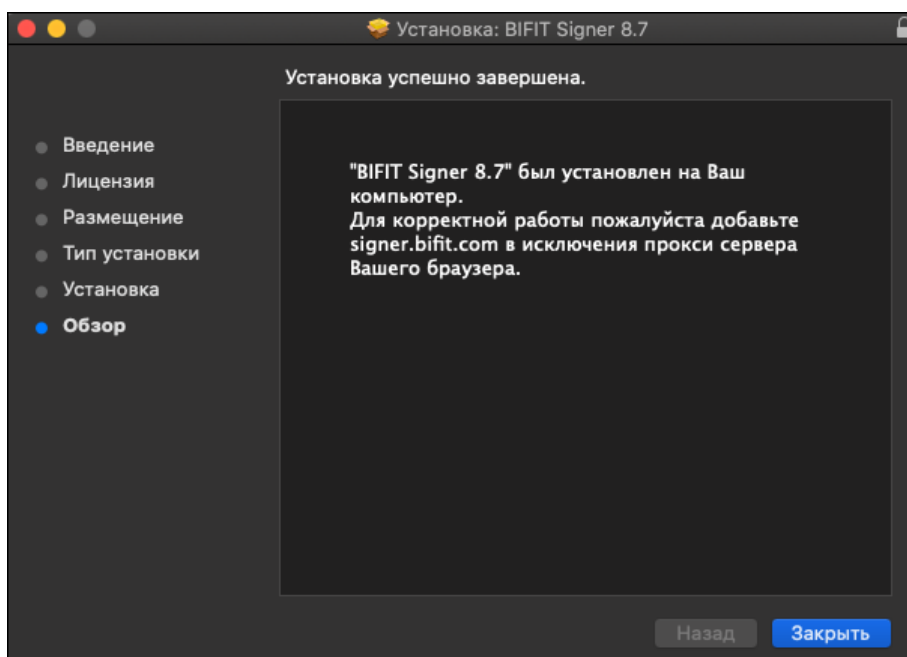 Установка: BIFIT Signer 8.7
Установка успешно завершена.
Введение
Лицензия
Размещение
Тип установки
Установка
Обзор
"BIFIT Signer 8.7" был установлен на Ваш
компьютер.
Для корректной работы пожалуйста добавьте
signer.bifit.com в исключения прокси сервера
Вашего браузера.
Назад
Закрыть